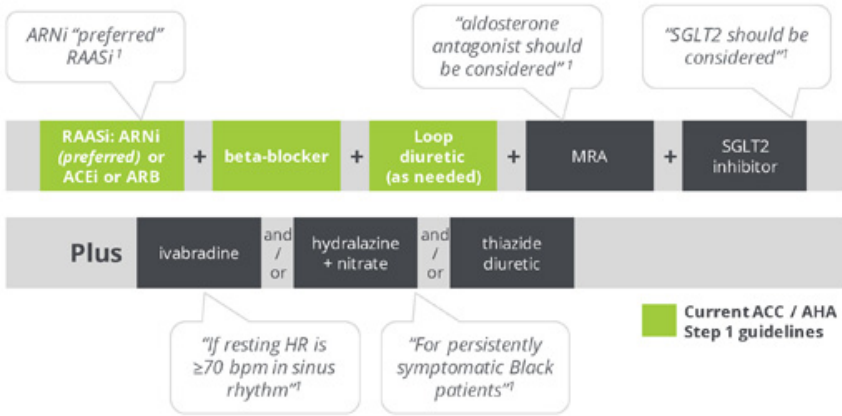 ARNi “preferred”
RAASi¹
“aldosterone
antagonist should
be considered”¹
“SGLT2 should be
considered”¹
RAASi: ARNi
(preferred) or
ACEi or ARB
+
beta-blocker
+
Loop
diuretic
(as needed)
+
MRA
+
SGLT2
inhibitor
Plus
ivabradine
and
/
or
hydralazine
+ nitrate
and
/
or
thiazide
diuretic
“If resting HR is
≥70 bpm in sinus
rhythm”¹
“For persistently
symptomatic Black
patients”¹
Current ACC / AHA
Step 1 guidelines